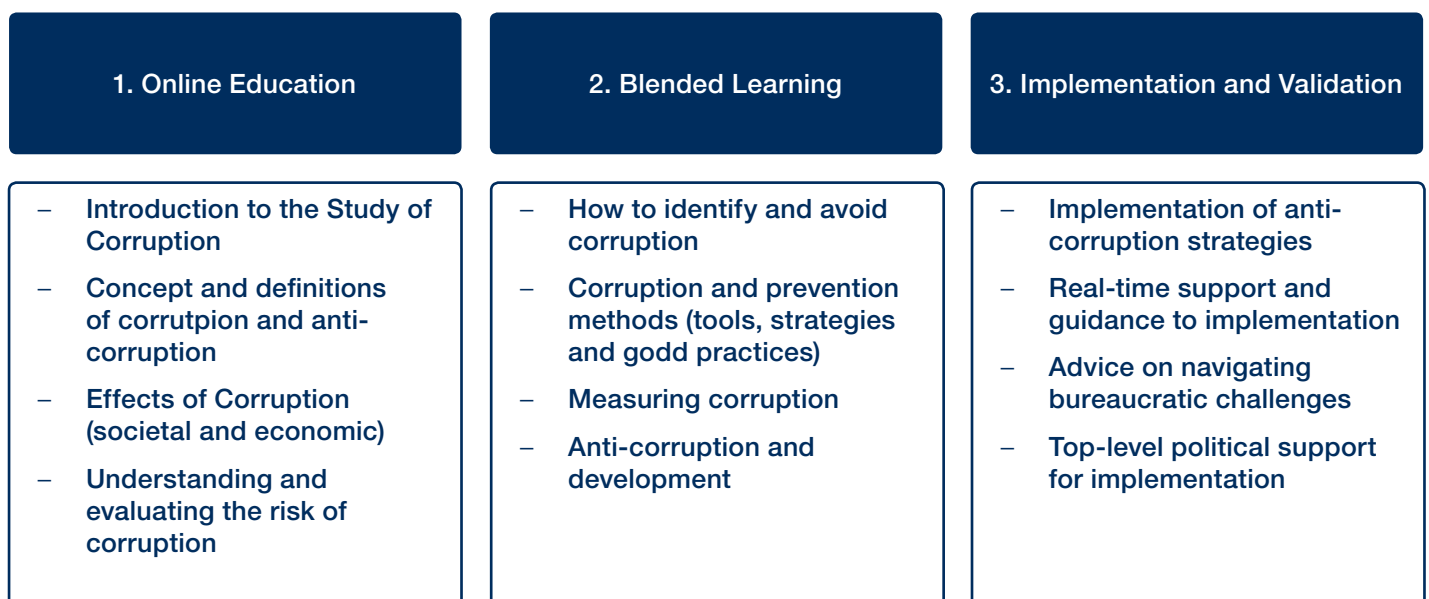 1. Online Education
– Introduction to the Study of
Corruption
– Concept and definitions
of corrutpion and anti-
corruption
– Effects of Corruption
(societal and economic)
– Understanding and
evaluating the risk of
corruption
2. Blended Learning
– How to identify and avoid
corruption
– Corruption and prevention
methods (tools, strategies
and godd practices)
– Measuring corruption
– Anti-corruption and
development
3. Implementation and Validation
– Implementation of anti-
corruption strategies
– Real-time support and
guidance to implementation
– Advice on navigating
bureaucratic challenges
– Top-level political support
for implementation